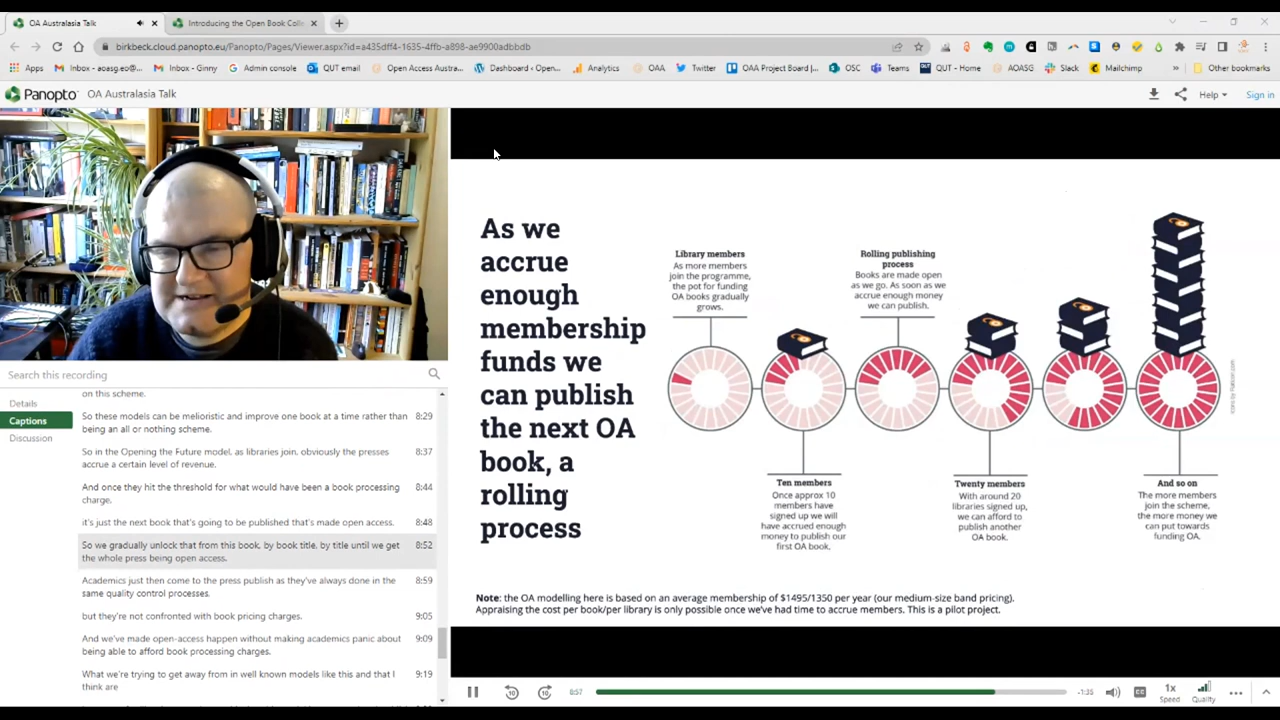 OA Australasia Talk
Introducing the Open Book Colle
birkbeck.cloud.panopto.eu/Panopto/Pages/Viewer.aspx?id=a435dff4-1635-4ffb-a898-ae9900adbbdb
Apps
Inbox - aoasg.eo@...
Inbox - Ginny
Admin console
QUT email
Open Access Austra...
Dashboard ‹ Open...
Analytics
OAA
Twitter
OAA Project Board |...
OSC
Teams
QUT - Home
AOASG
Slack
Mailchimp
»
Other bookmarks
Panopto
OA Australasia Talk
Help
Sign in
Search this recording
Details
Captions
Discussion
on this scheme.
So these models can be melioristic and improve one book at a time rather than 8:29
being an all or nothing scheme.
So in the Opening the Future model, as libraries join, obviously the presses 8:37
accrue a certain level of revenue.
And once they hit the threshold for what would have been a book processing 8:44
charge.
it's just the next book that's going to be published that's made open access. 8:48
So we gradually unlock that from this book, by book title, by title until we get 8:52
the whole press being open access.
Academics just then come to the press publish as they've always done in the 8:59
same quality control processes.
but they're not confronted with book pricing charges. 9:05
And we've made open-access happen without making academics panic about 9:09
being able to afford book processing charges.
What we're trying to get away from in well known models like this and that I 9:19
think are
As we
accrue
enough
membership
funds we
can publish
the next OA
book, a
rolling
process
Library members
As more members
join the programme,
the pot for funding
OA books gradually
grows.
Rolling publishing
process
Books are made open
as we go. As soon as we
accrue enough money
we can publish.
Ten members
Once approx 10
members have
signed up we will
have accrued enough
money to publish our
first OA book.
Twenty members
With around 20
libraries signed up,
we can afford to
publish another
OA book.
And so on
The more members
join the scheme,
the more money we
can put towards
funding OA.
Note: the OA modelling here is based on an average membership of $1495/1350 per year (our medium-size band pricing).
Appraising the cost per book/per library is only possible once we've had time to accrue members. This is a pilot project.
10
10
8:57
-1:35
CC
1x
Speed
Quality